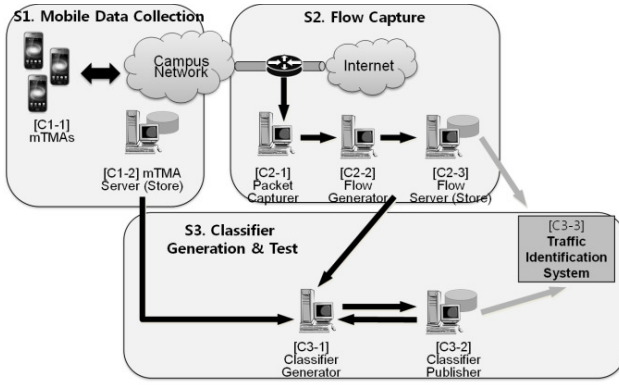 S1. Mobile Data Collection
S2. Flow Capture
Campus
Network
Internet
[C1-1]
mTMAs
[C1-2] mTMA
Server (Store)
[C2-1]
Packet
Capturer
[C2-2]
Flow
Generator
[C2-3]
Flow
Server (Store)
S3. Classifier
Generation & Test
[C3-3]
Traffic
Identification
System
[C3-1]
Classifier
Generator
[C3-2]
Classifier
Publisher